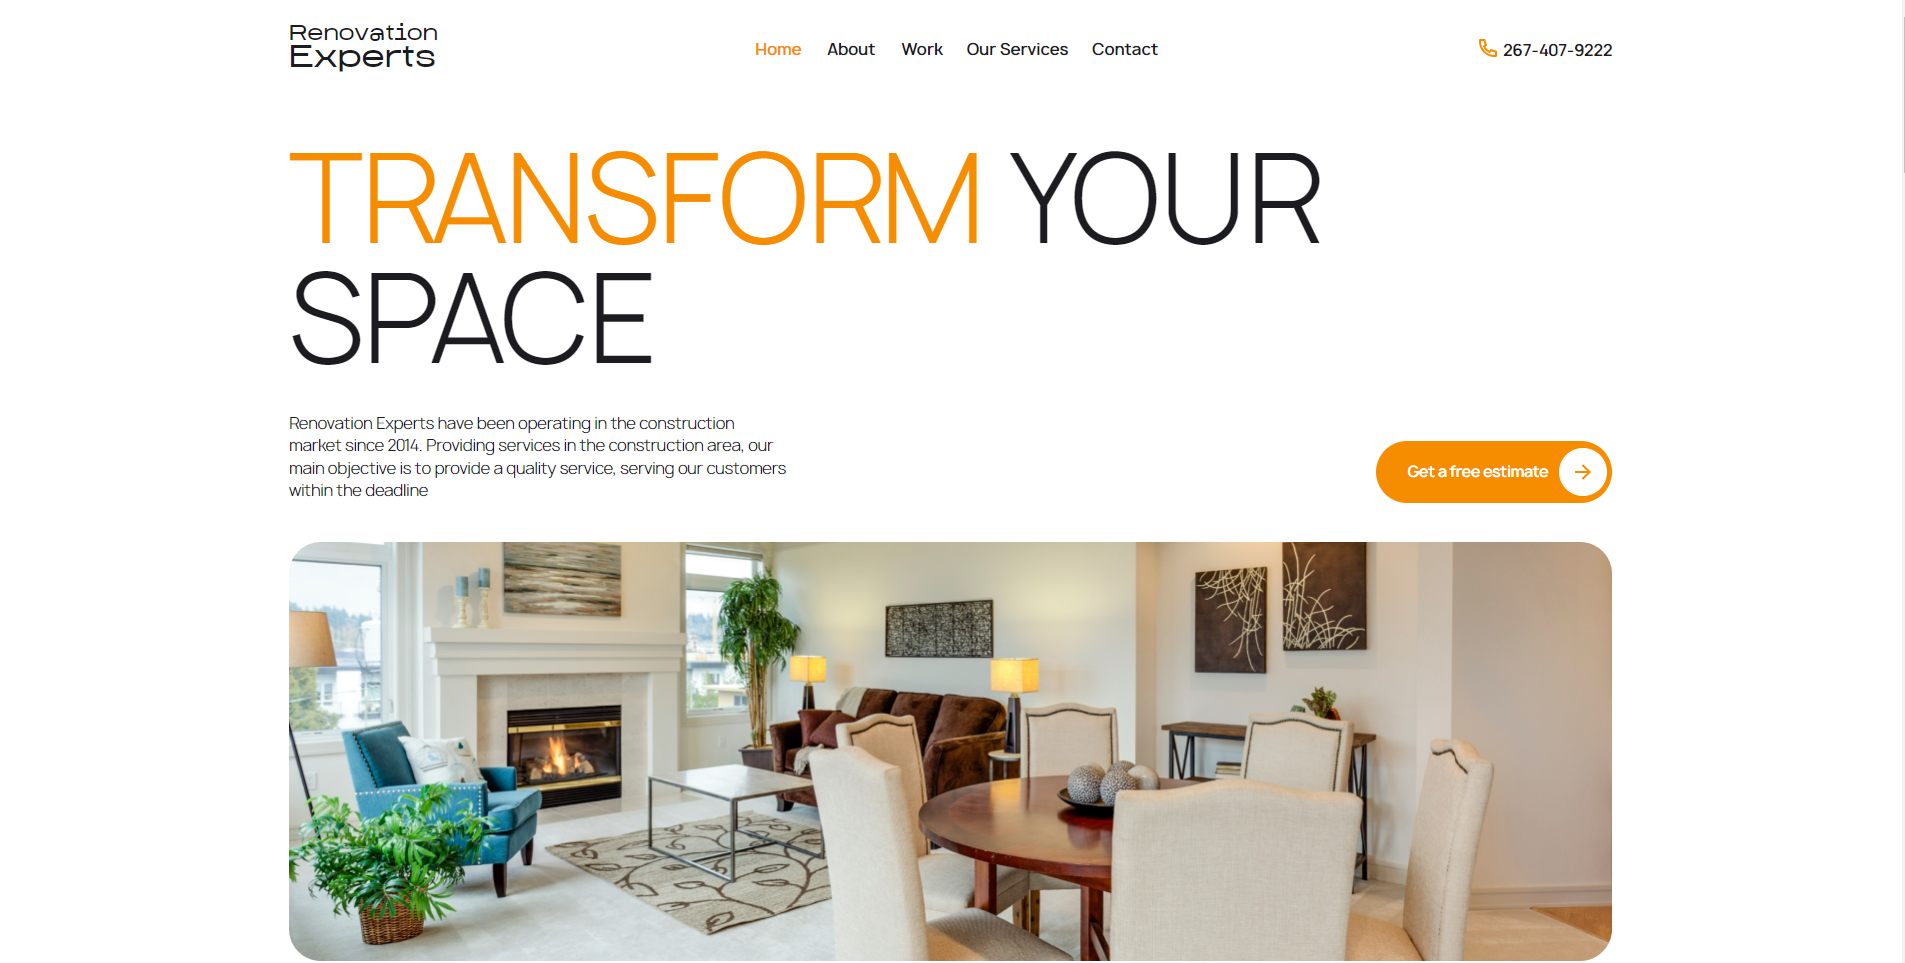 Renovation
Experts
Home About Work Our Services Contact
267-407-9222
TRANSFORM YOUR
SPACE
Renovation Experts have been operating in the construction
market since 2014. Providing services in the construction area, our
main objective is to provide a quality service, serving our customers
within the deadline
Get a free estimate